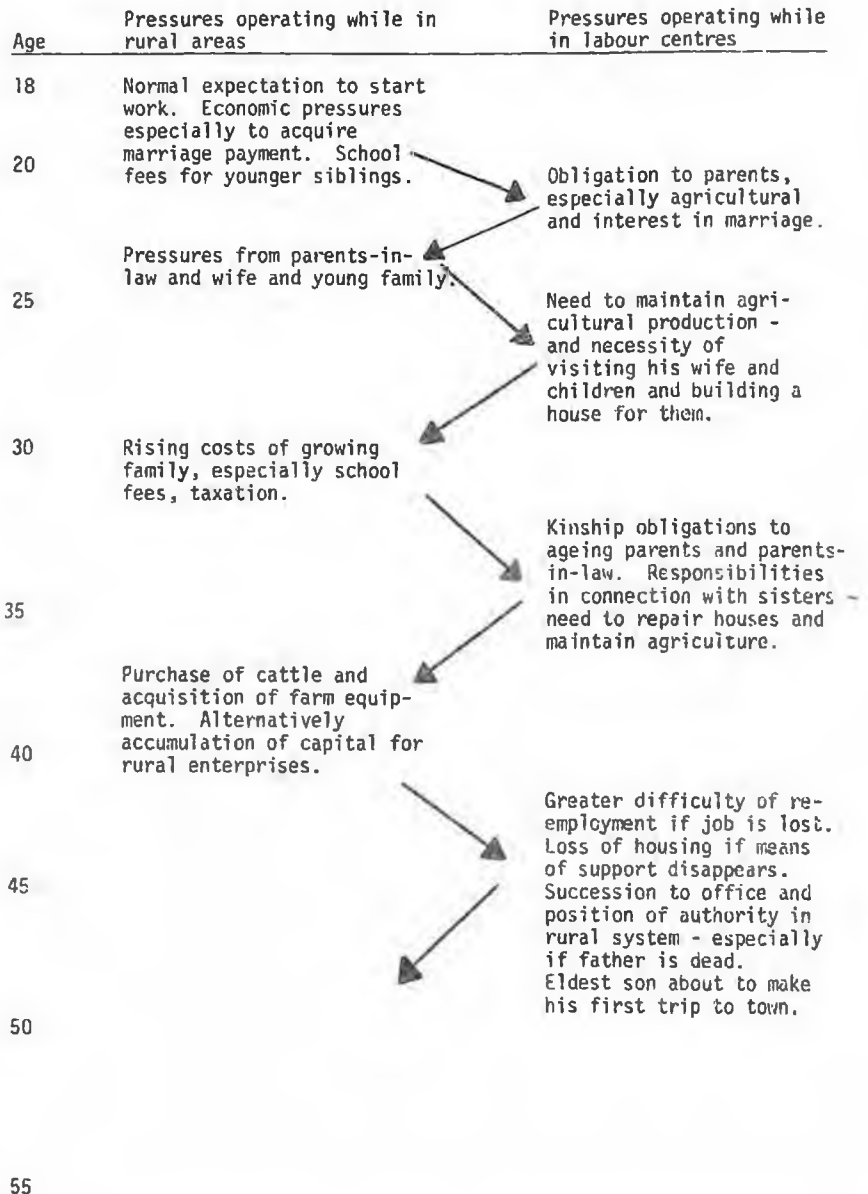 Age
Pressures operating while in
rural areas
Pressures operating while
in labour centres
18
Normal expectation to start
work. Economic pressures
especially to acquire
marriage payment. School
fees for younger siblings.
20
Obligation to parents,
especially agricultural
and interest in marriage.
Pressures from parents-in-
law and wife and young family.
25
Need to maintain agri-
cultural production -
and necessity of
visiting his wife and
children and building a
house for them.
30
Rising costs of growing
family, especially school
fees, taxation.
Kinship obligations to
ageing parents and parents-
in-law. Responsibilities
in connection with sisters -
need to repair houses and
maintain agriculture.
35
Purchase of cattle and
acquisition of farm equip-
ment. Alternatively
accumulation of capital for
rural enterprises.
40
Greater difficulty of re-
employment if job is lost.
Loss of housing if means
of support disappears.
Succession to office and
position of authority in
rural system - especially
if father is dead.
Eldest son about to make
his first trip to town.
45
50
55